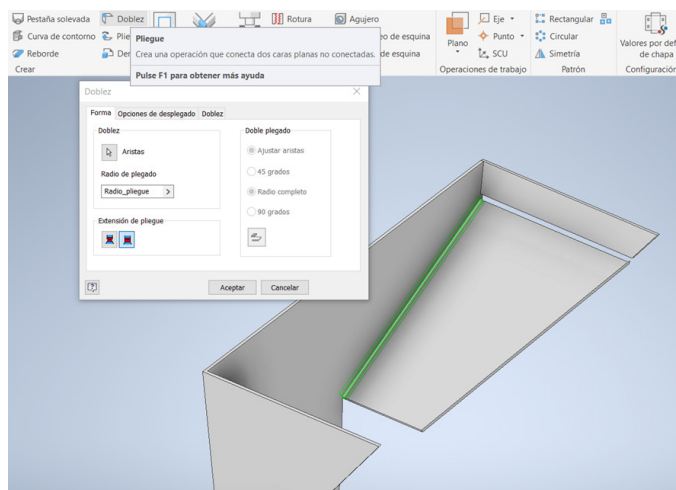 Pestaña solevada
Doblez
Rotura
Agujero
Eje
Rectangular
Curva de contorno
Plie
Pliegue
eo de esquina
Plano
Punto
Circular
Valores por def
Reborde
Der
Crea una operación que conecta dos caras planas no conectadas.
de esquina
SCU
Simetría
de chapa
Crear
Pulse F1 para obtener más ayuda
Operaciones de trabajo
Patrón
Configuración
Doblez
Forma Opciones de desplegado Doblez
Doblez
Doble plegado
Aristas
Ajustar aristas
Radio de plegado
45 grados
Radio_pliegue
Radio completo
Extensión de pliegue
90 grados
Aceptar
Cancelar